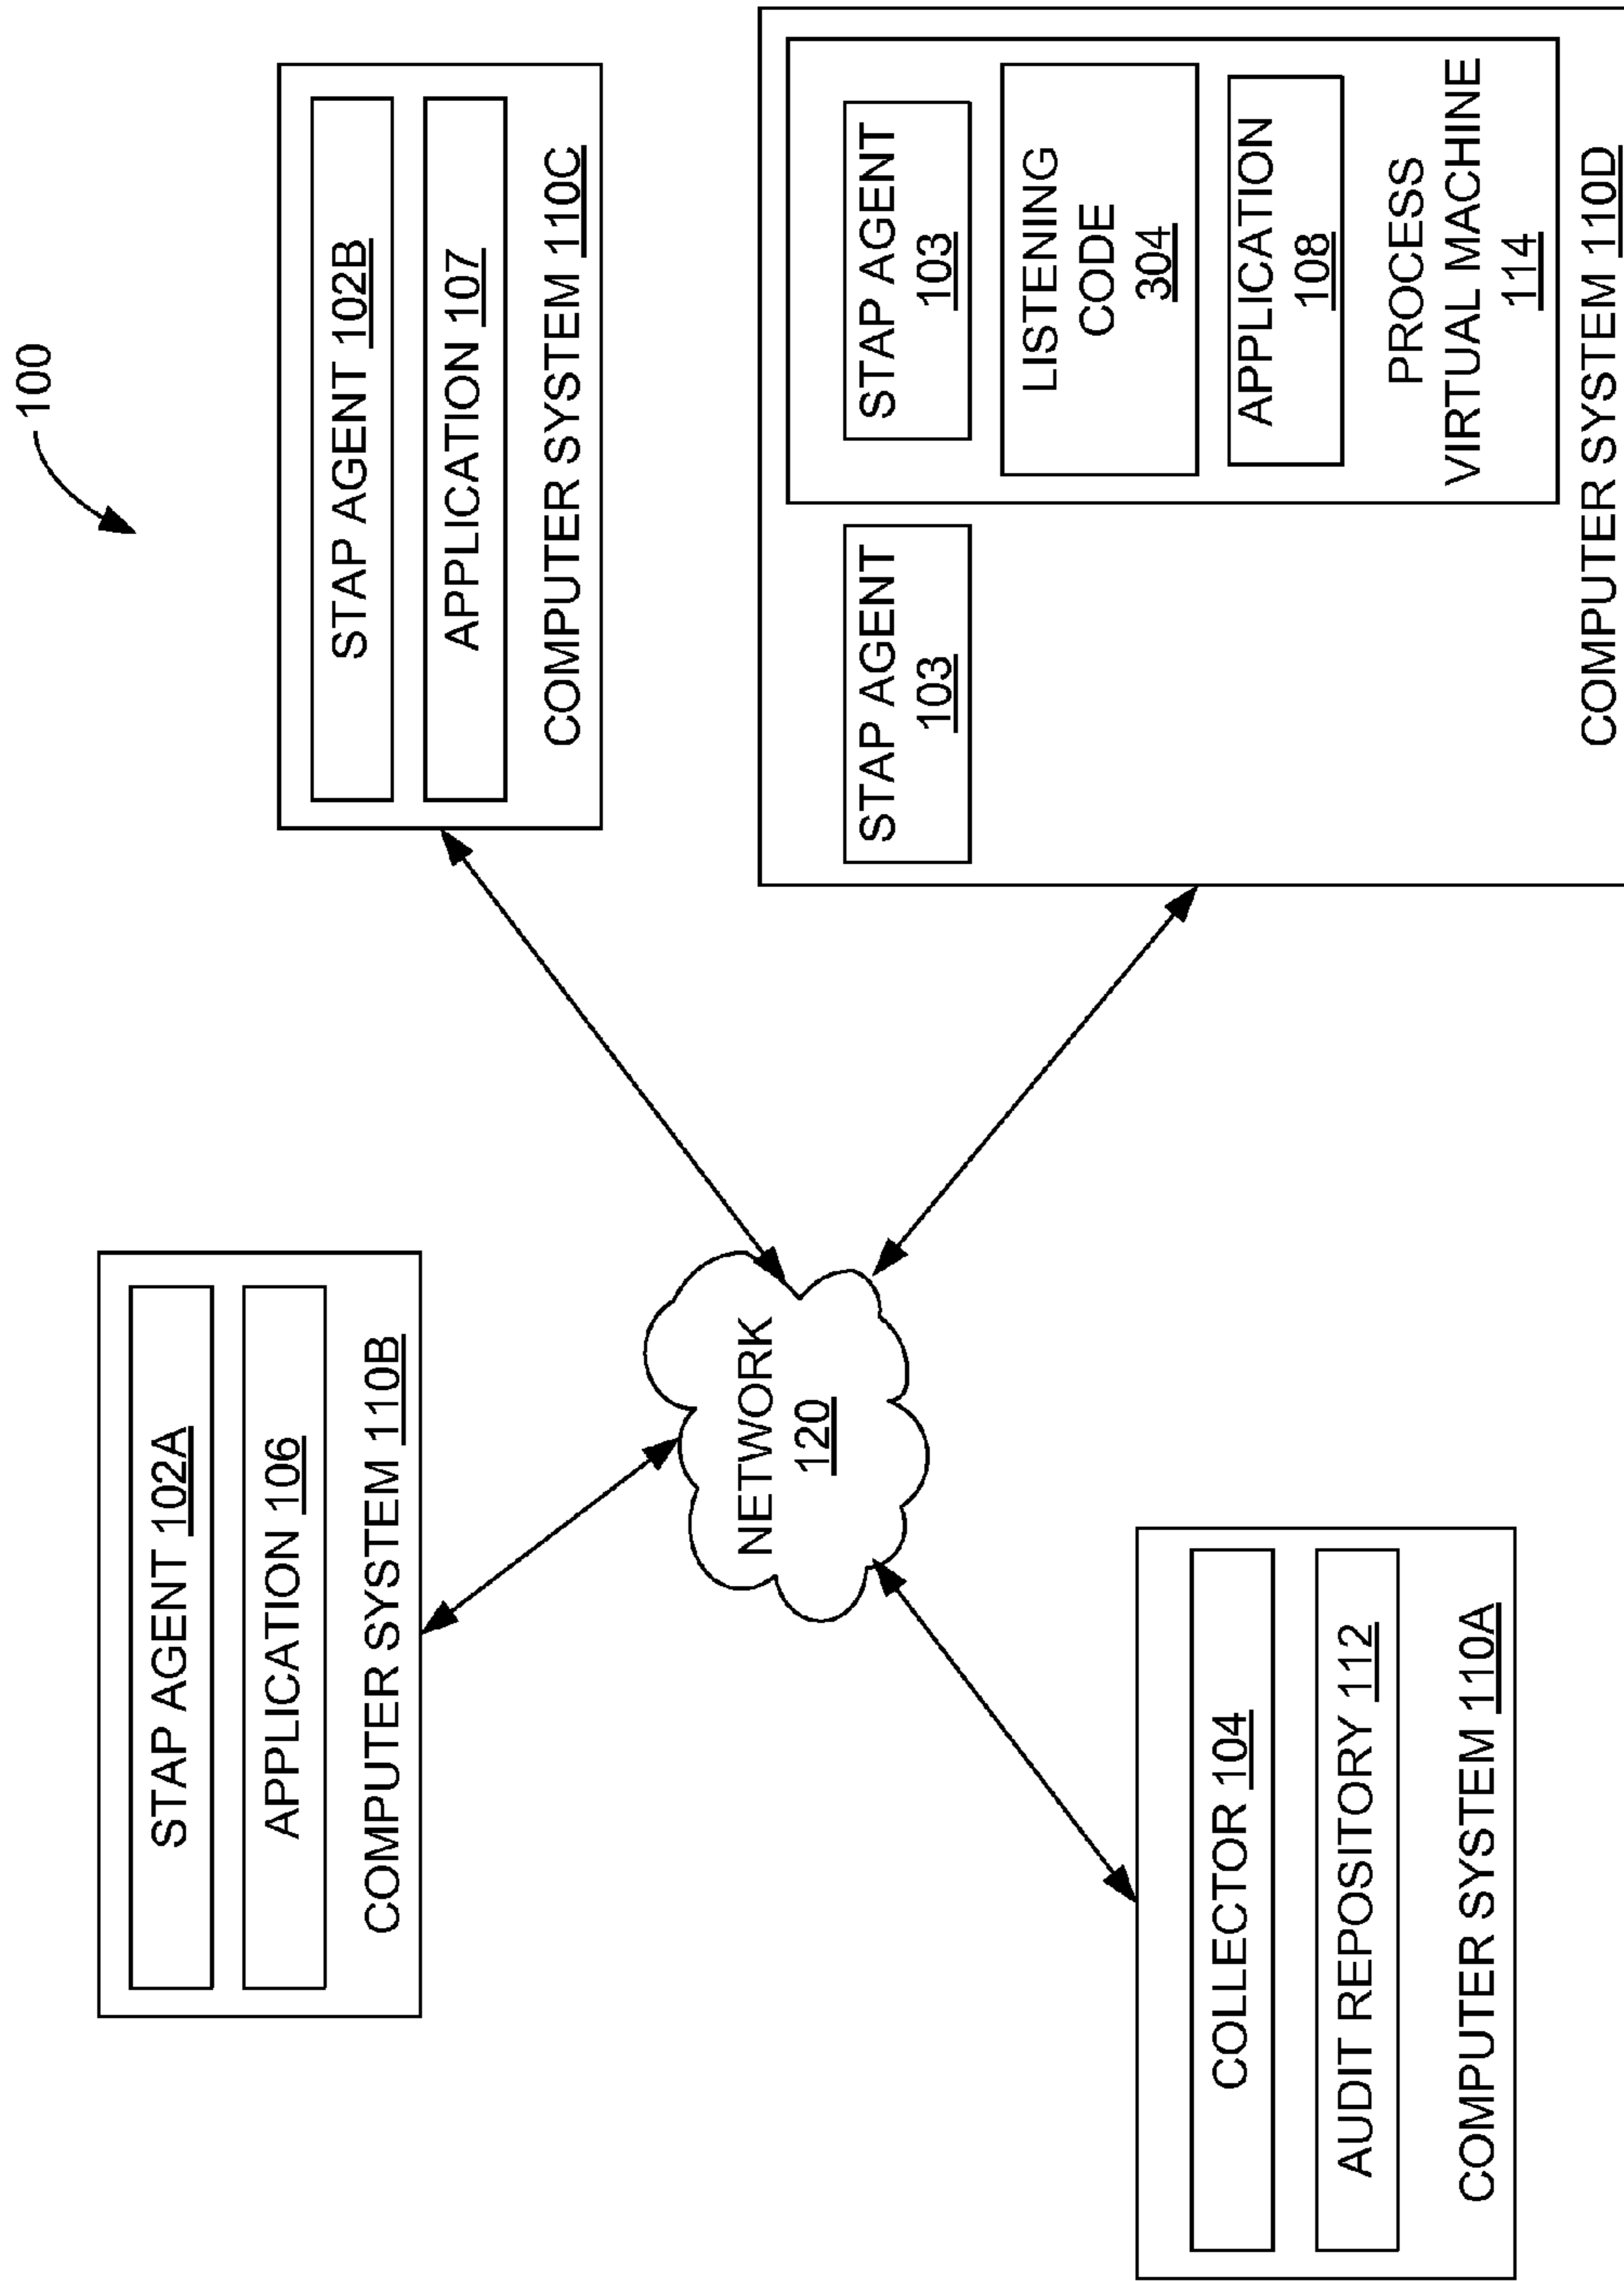 100
STAP AGENT 102A
APPLICATION 106
COMPUTER SYSTEM 110B
STAP AGENT 102B
APPLICATION 107
COMPUTER SYSTEM 110C
NETWORK
120
COLLECTOR 104
AUDIT REPOSITORY 112
COMPUTER SYSTEM 110A
STAP AGENT
103
STAP AGENT
103
LISTENING
CODE
304
APPLICATION
108
PROCESS
VIRTUAL MACHINE
114
COMPUTER SYSTEM 110D